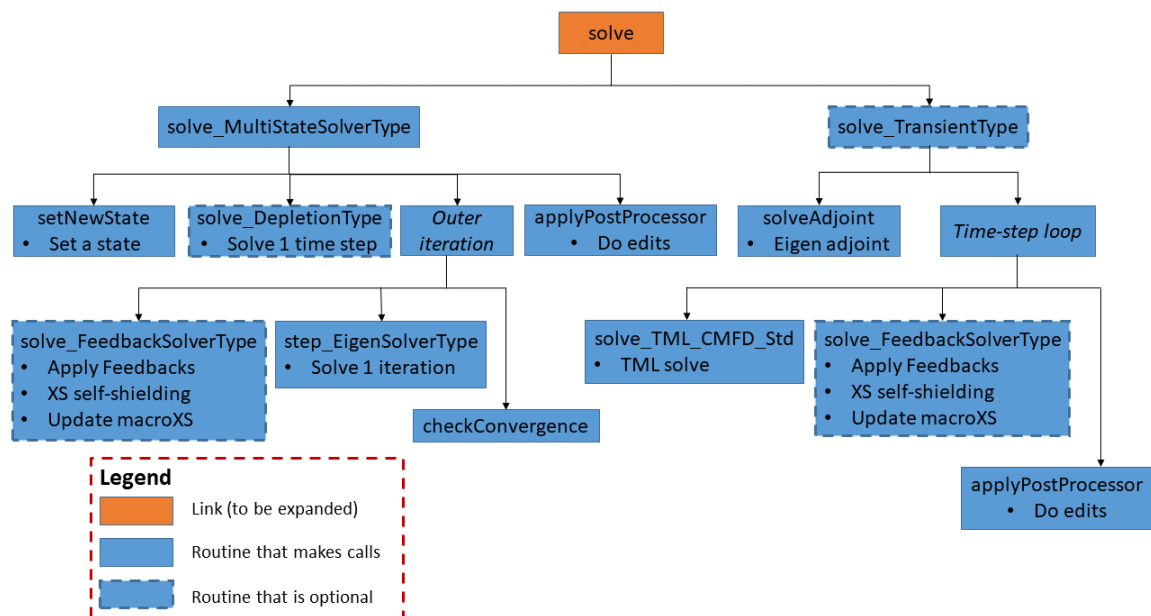 solve
solve_MultiStateSolverType
solve_TransientType
setNewState
• Set a state
solve_DepletionType
• Solve 1 time step
Outer
iteration
applyPostProcessor
• Do edits
solveAdjoint
• Eigen adjoint
Time-step loop
solve_FeedbackSolverType
• Apply Feedbacks
• XS self-shielding
• Update macroXS
step_EigenSolverType
• Solve 1 iteration
checkConvergence
solve_TML_CMFD_Std
• TML solve
solve_FeedbackSolverType
• Apply Feedbacks
• XS self-shielding
• Update macroXS
applyPostProcessor
• Do edits
Legend
Link (to be expanded)
Routine that makes calls
Routine that is optional